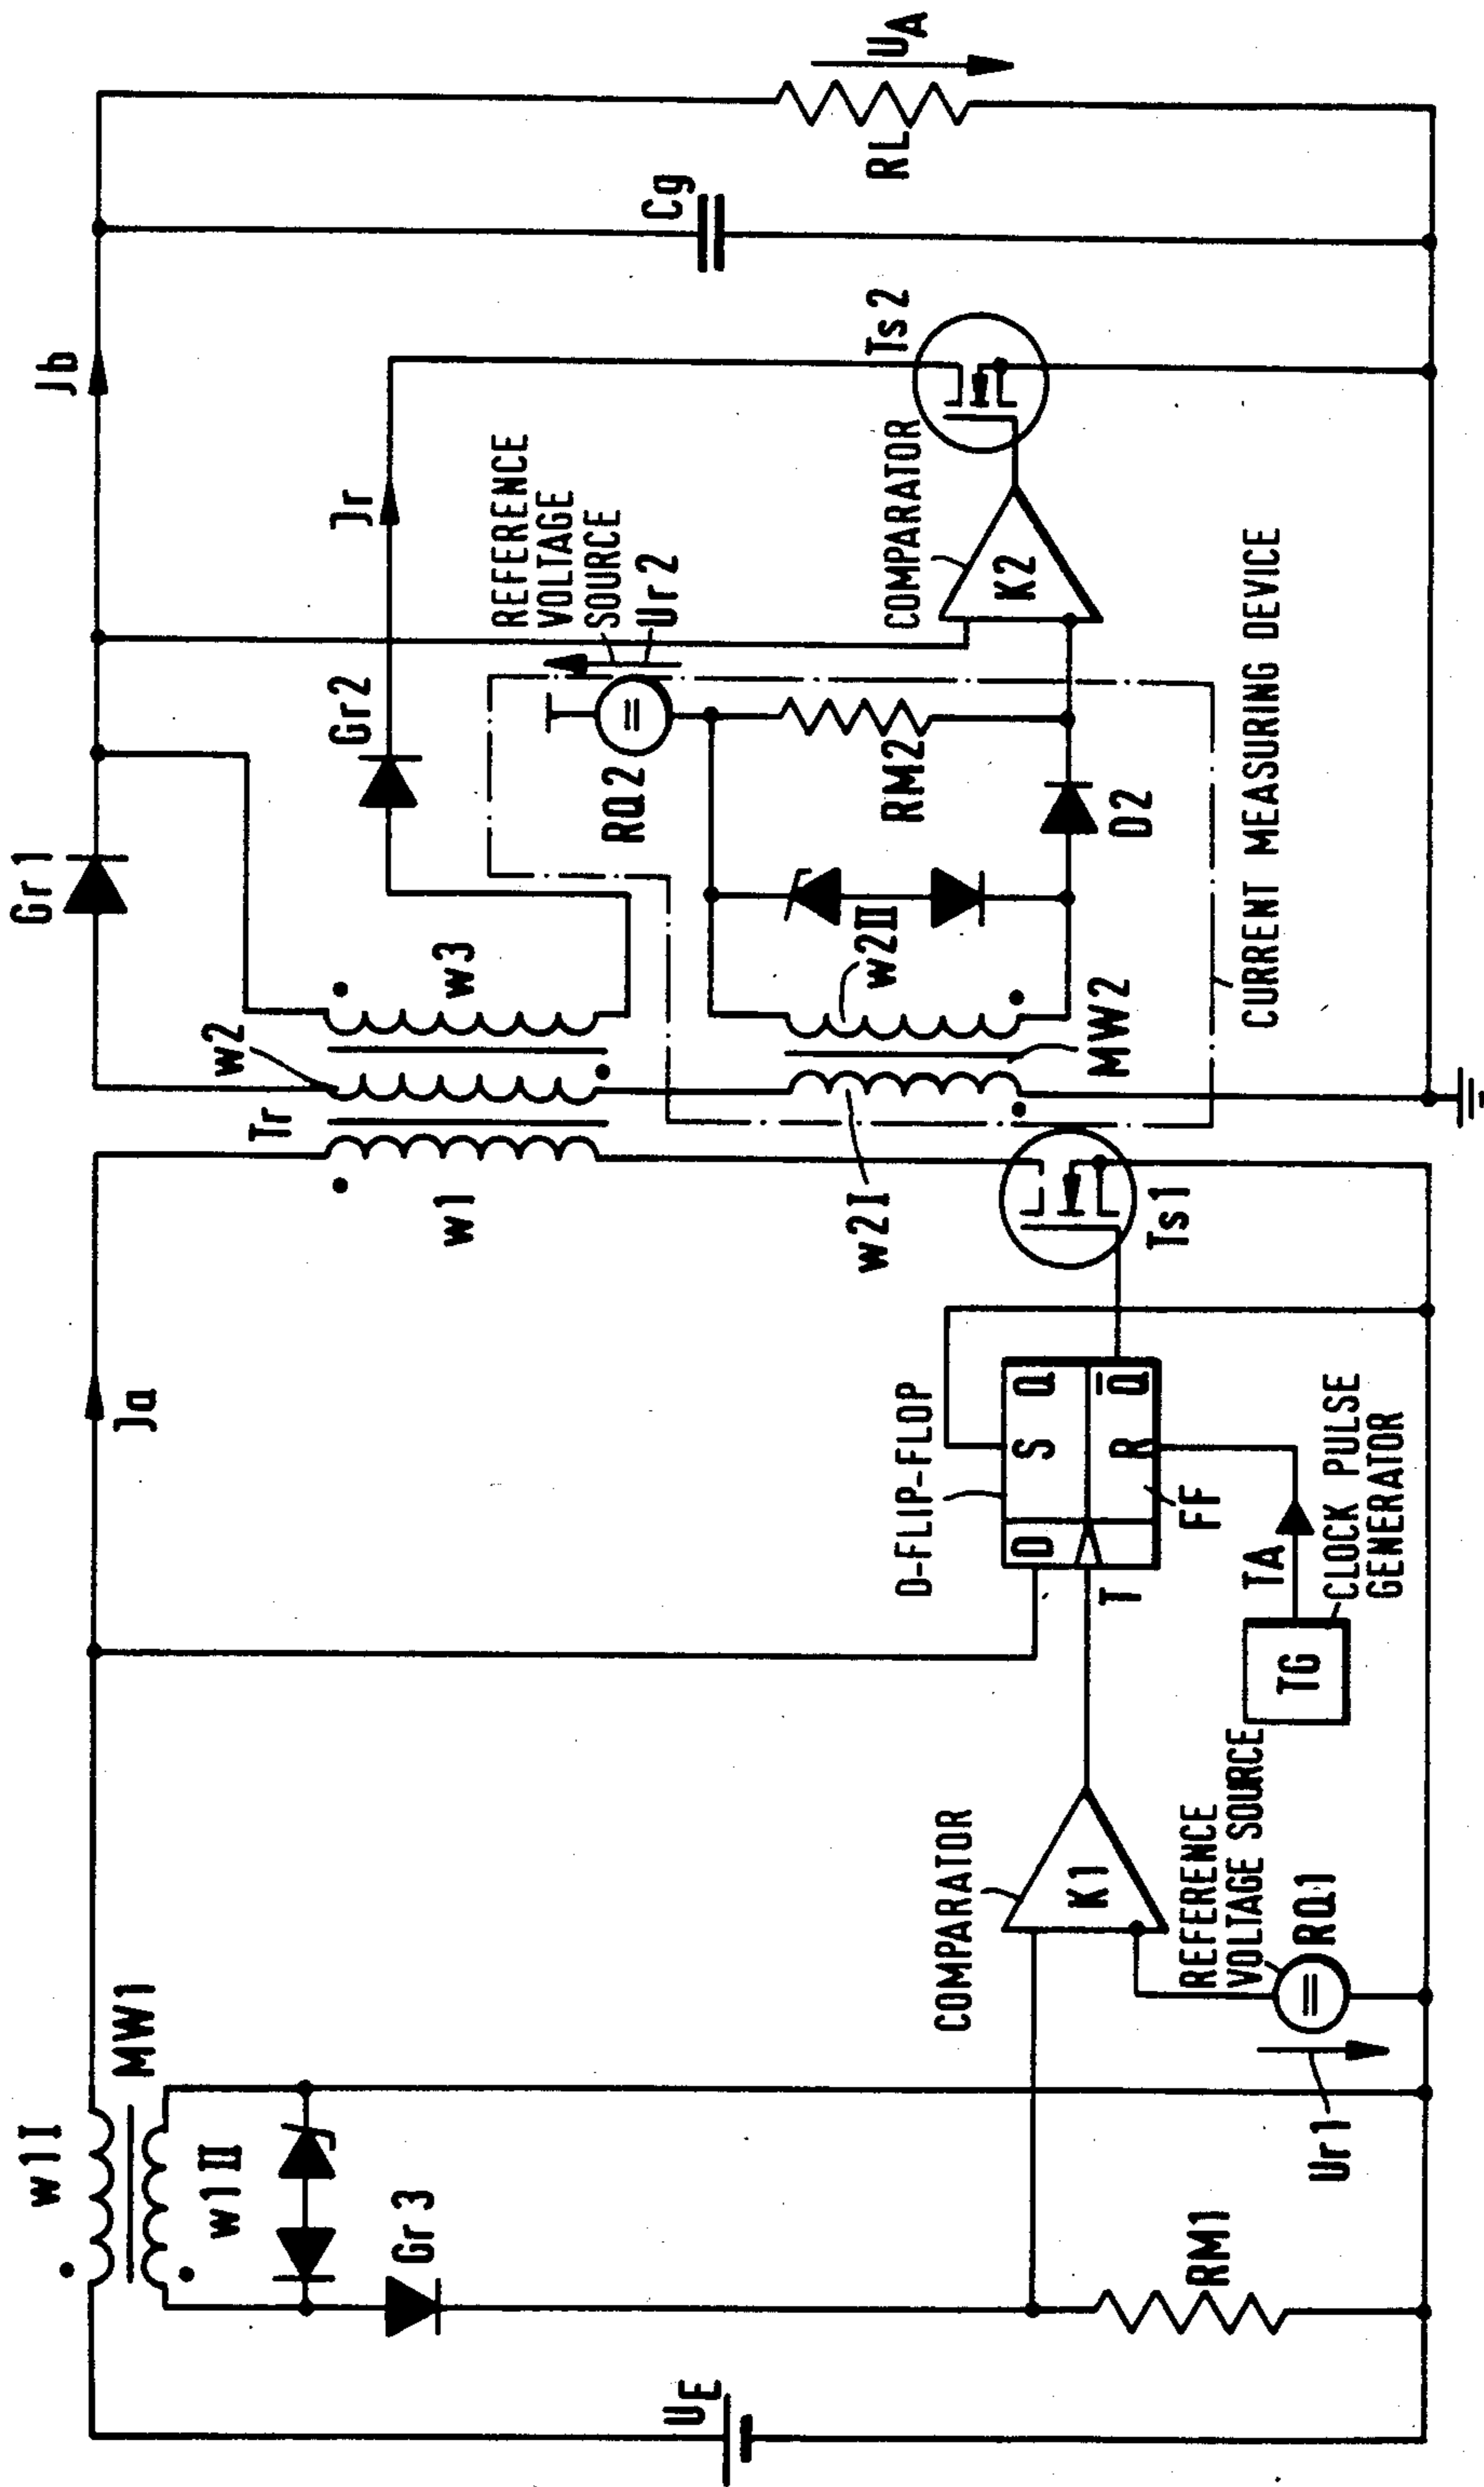 w1I
MW1
w1II
Gr3
UE
RM1
Ur1
REFERENCE
VOLTAGE SOURCE
RQ1
COMPARATOR
K1
TG
TA
CLOCK PULSE
GENERATOR
D-FLIP-FLOP
D
S
Q
T
R
Q̅
FF
Ja
Tr
w1
w2
w3
w2I
Ts1
Gr1
Gr2
Jb
Jr
REFERENCE
VOLTAGE
SOURCE
Ur2
RQ2
RM2
w2II
D2
MW2
CURRENT MEASURING DEVICE
COMPARATOR
K2
Ts2
Cg
RL
UA